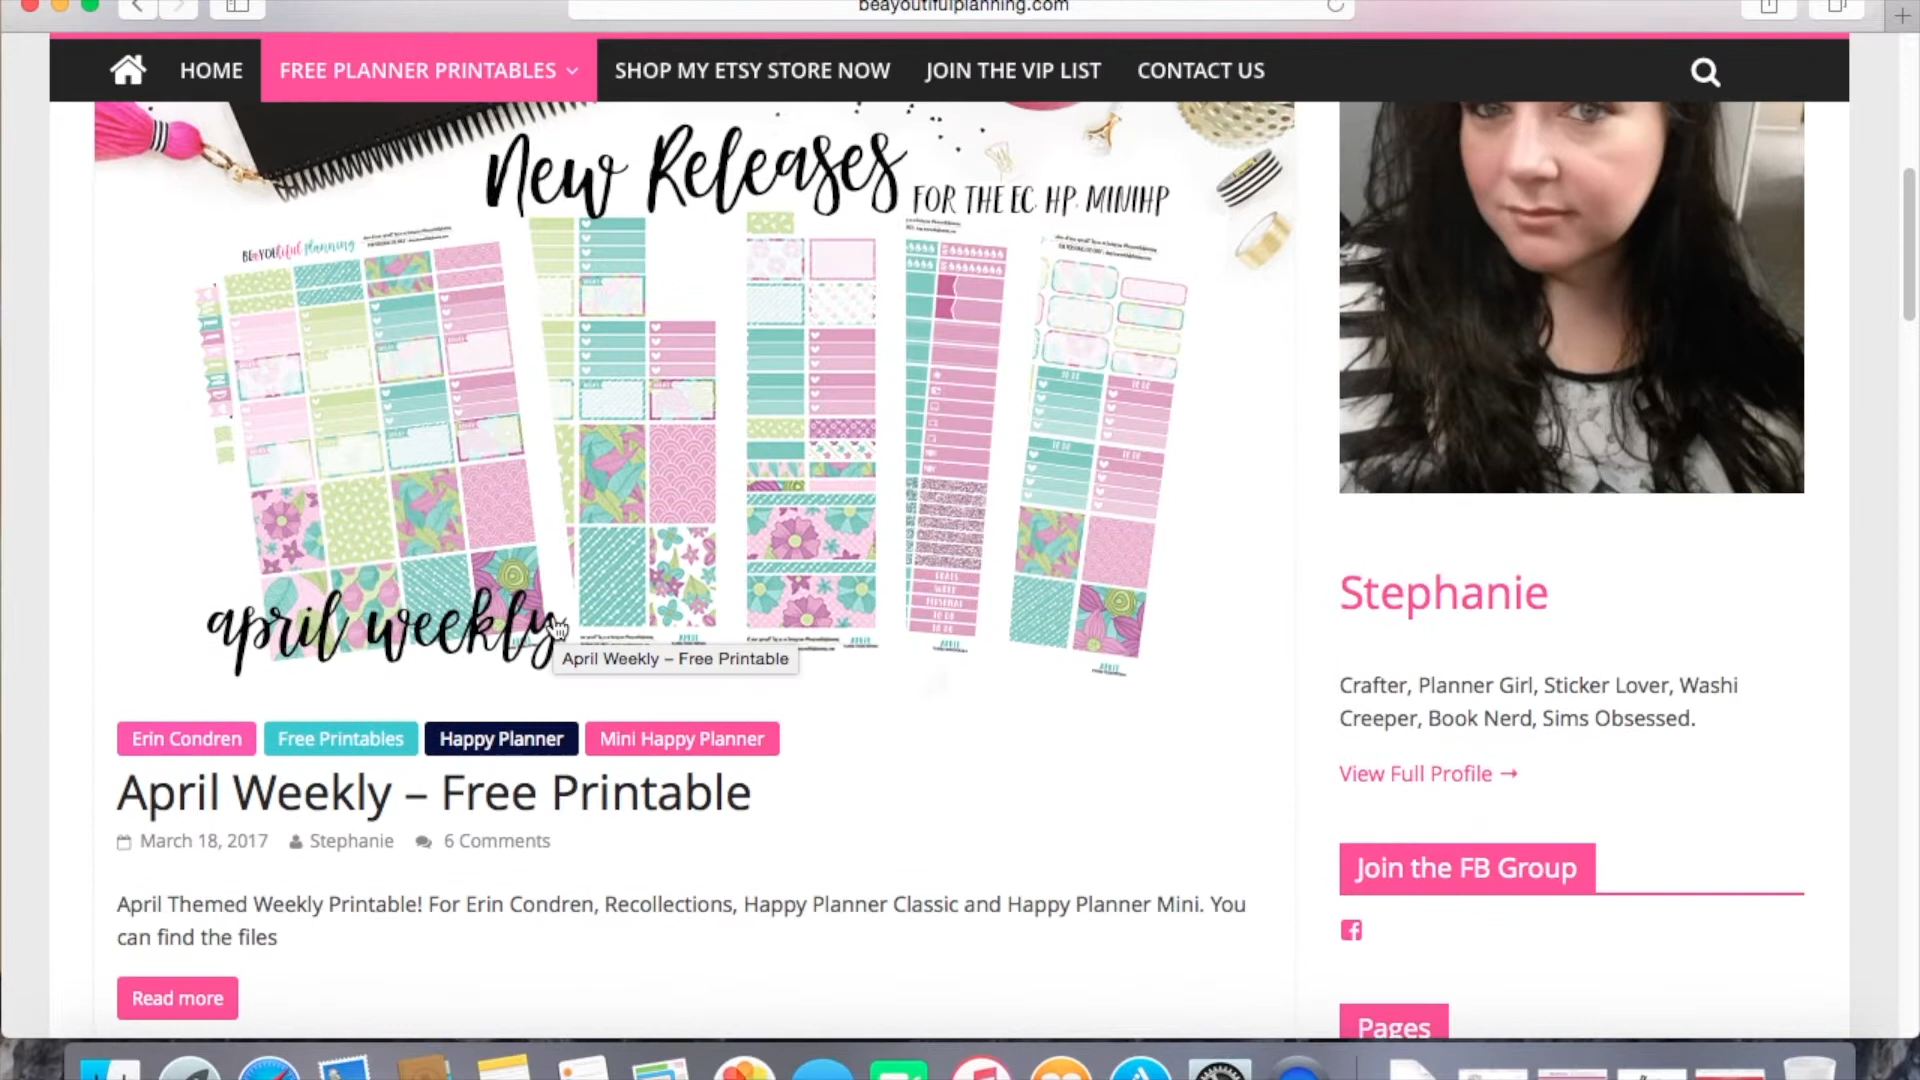 beayoutifulplanning.com
HOME
FREE PLANNER PRINTABLES
SHOP MY ETSY STORE NOW
JOIN THE VIP LIST
CONTACT US
New Releases FOR THE EC, HP, MINIHP
BEaYOUtiful planning
april weekly
April Weekly – Free Printable
Erin Condren
Free Printables
Happy Planner
Mini Happy Planner
April Weekly – Free Printable
March 18, 2017
Stephanie
6 Comments
April Themed Weekly Printable! For Erin Condren, Recollections, Happy Planner Classic and Happy Planner Mini. You
can find the files
Read more
Stephanie
Crafter, Planner Girl, Sticker Lover, Washi
Creeper, Book Nerd, Sims Obsessed.
View Full Profile →
Join the FB Group
Pages